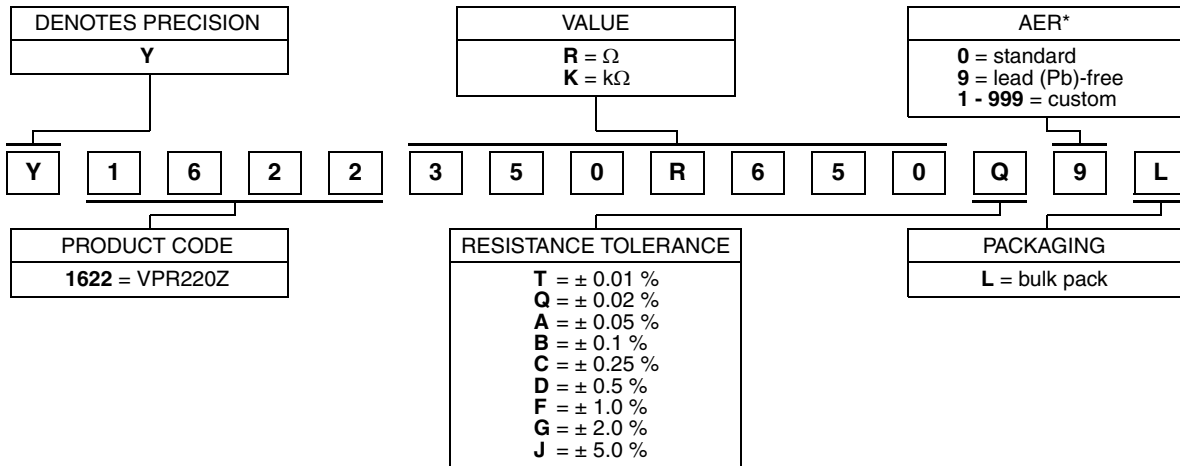 DENOTES PRECISION
Y
VALUE
R = Ω
K = kΩ
AER*
0 = standard
9 = lead (Pb)-free
1 - 999 = custom
Y 1 6 2 2 3 5 0 R 6 5 0 Q 9 L
PRODUCT CODE
1622 = VPR220Z
RESISTANCE TOLERANCE
T = ± 0.01 %
Q = ± 0.02 %
A = ± 0.05 %
B = ± 0.1 %
C = ± 0.25 %
D = ± 0.5 %
F = ± 1.0 %
G = ± 2.0 %
J = ± 5.0 %
PACKAGING
L = bulk pack